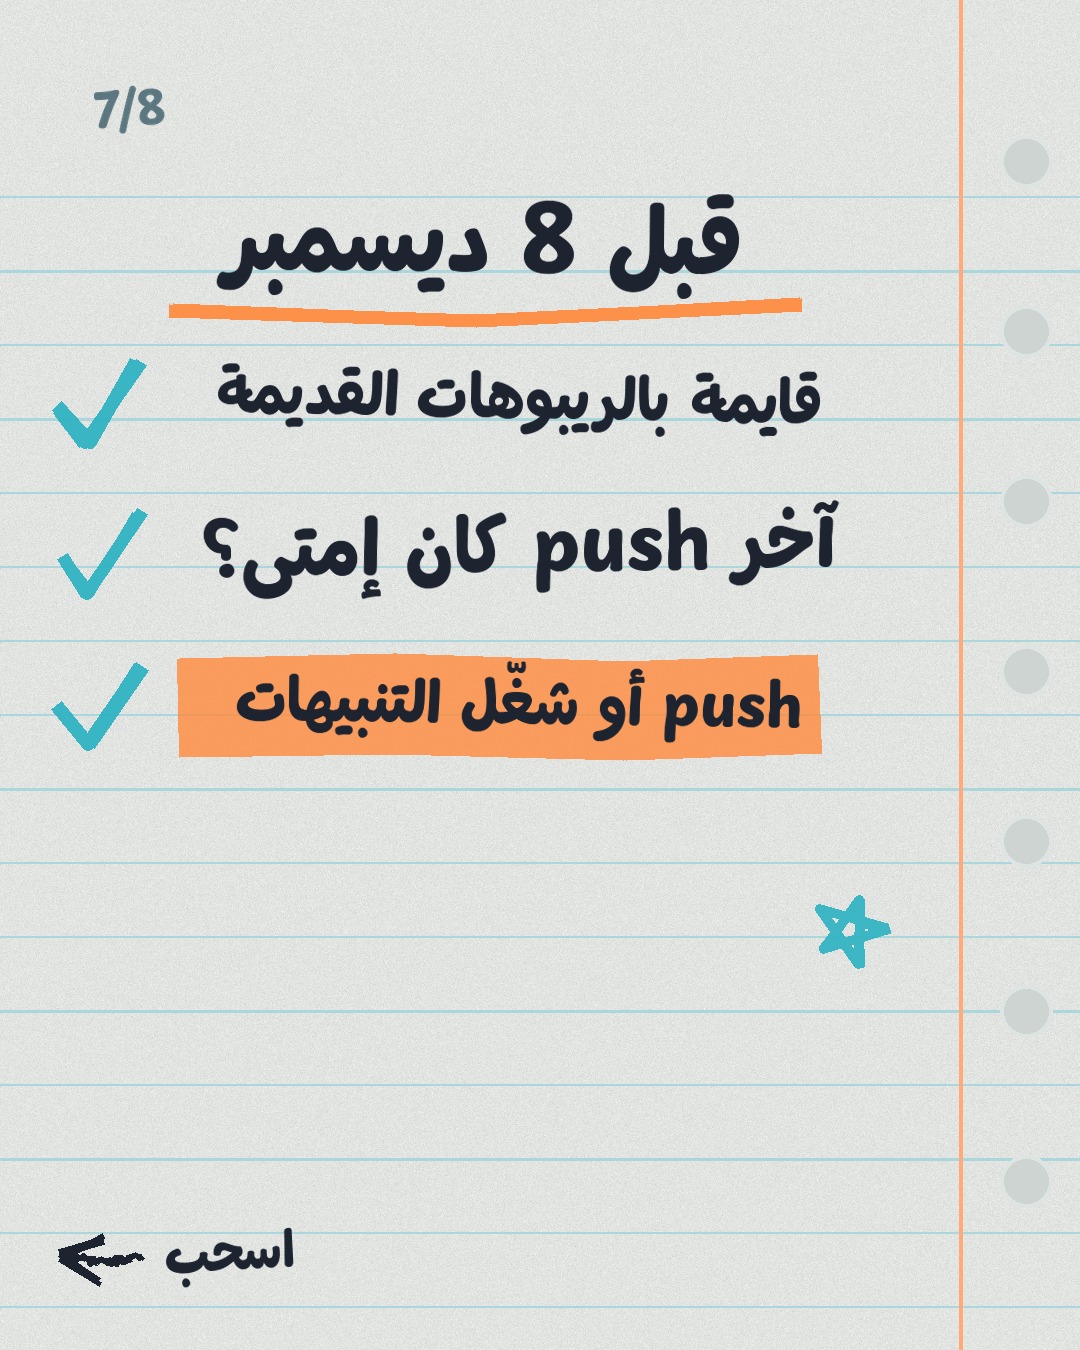 7/8
قبل 8 ديسمبر
قايمة بالريبوهات القديمة
آخر push كان إمتى؟
push أو شغّل التنبيهات
اسحب